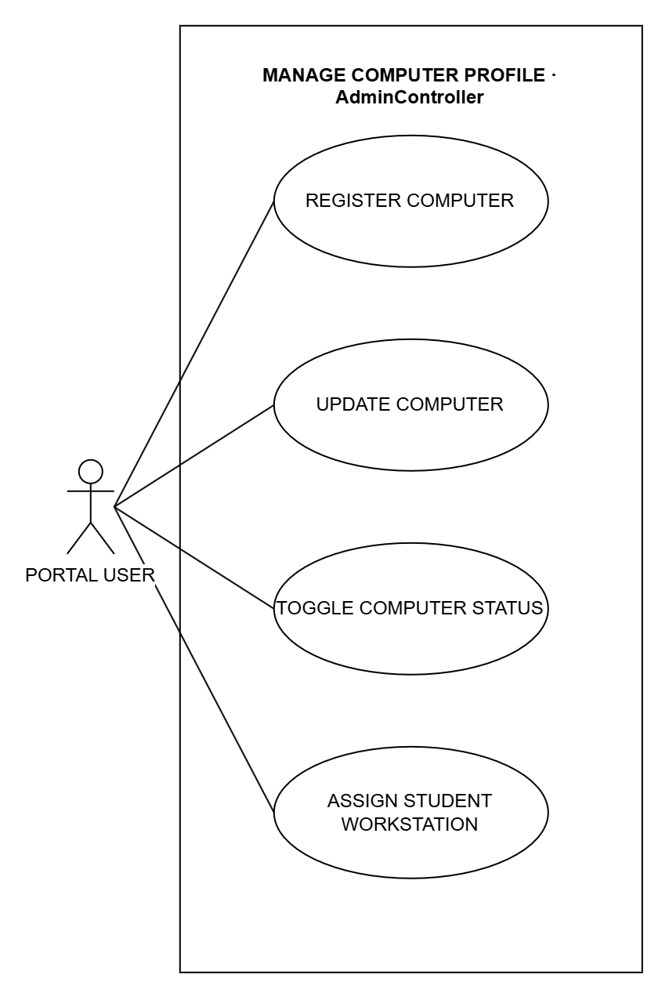 MANAGE COMPUTER PROFILE ·
AdminController
REGISTER COMPUTER
UPDATE COMPUTER
PORTAL USER
TOGGLE COMPUTER STATUS
ASSIGN STUDENT
WORKSTATION